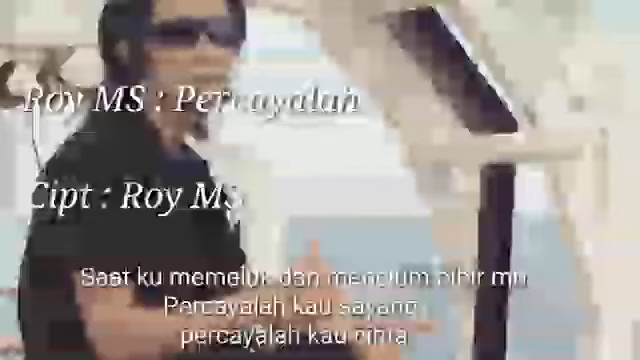 Roy MS : Percayalah
Cipt : Roy MS
Saat ku memeluk dan mencium bibir mu
Percayalah kau sayang
percayalah kau cinta